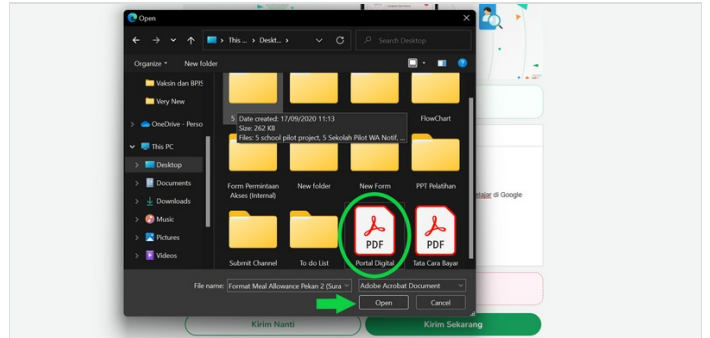 Open
This ... > Deskt... >
Search Desktop
Organize
New folder
Vaksin dan BPJS
Very New
OneDrive - Perso
This PC
Desktop
Documents
Downloads
Music
Pictures
Videos
5
FlowChart
Date created: 17/09/2020 11:13
Size: 262 KB
Files: 5 school pilot project, 5 Sekolah Pilot WA Notif, ...
Form Permintaan
Akses (Internal)
New folder
New Form
PPT Pelatihan
PDF
PDF
Submit Channel
To do List
Portal Digital
Tata Cara Bayar
File name:
Format Meal Allowance Pekan 2 (Sura
Adobe Acrobat Document
Open
Cancel
elajar di Google
Kirim Nanti
Kirim Sekarang